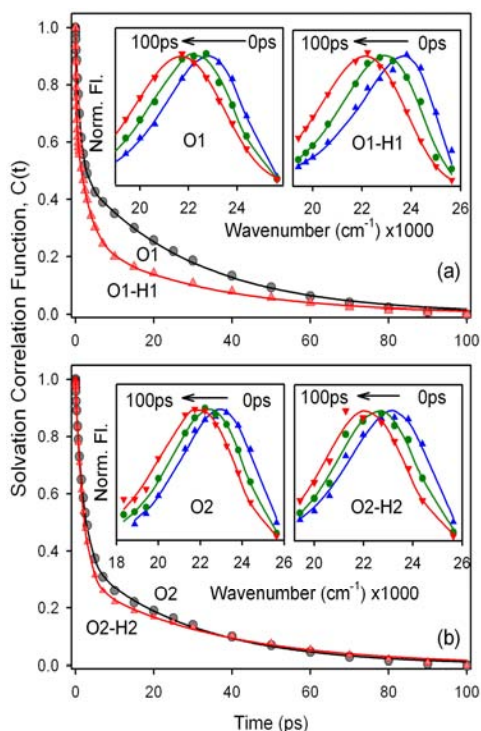 Solvation Correlation Function, C(t)
1.0
0.8
0.6
0.4
0.2
0.0
100ps 0ps
Norm. Fl.
O1
20 22 24
100ps 0ps
O1-H1
20 22 24 26
Wavenumber (cm-1) x1000
O1
O1-H1
(a)
0 20 40 60 80 100
1.0
0.8
0.6
0.4
0.2
0.0
100ps 0ps
Norm. Fl.
O2
18 20 22 24 26
100ps 0ps
O2-H2
20 22 24 26
Wavenumber (cm-1) x1000
O2
O2-H2
(b)
0 20 40 60 80 100
Time (ps)